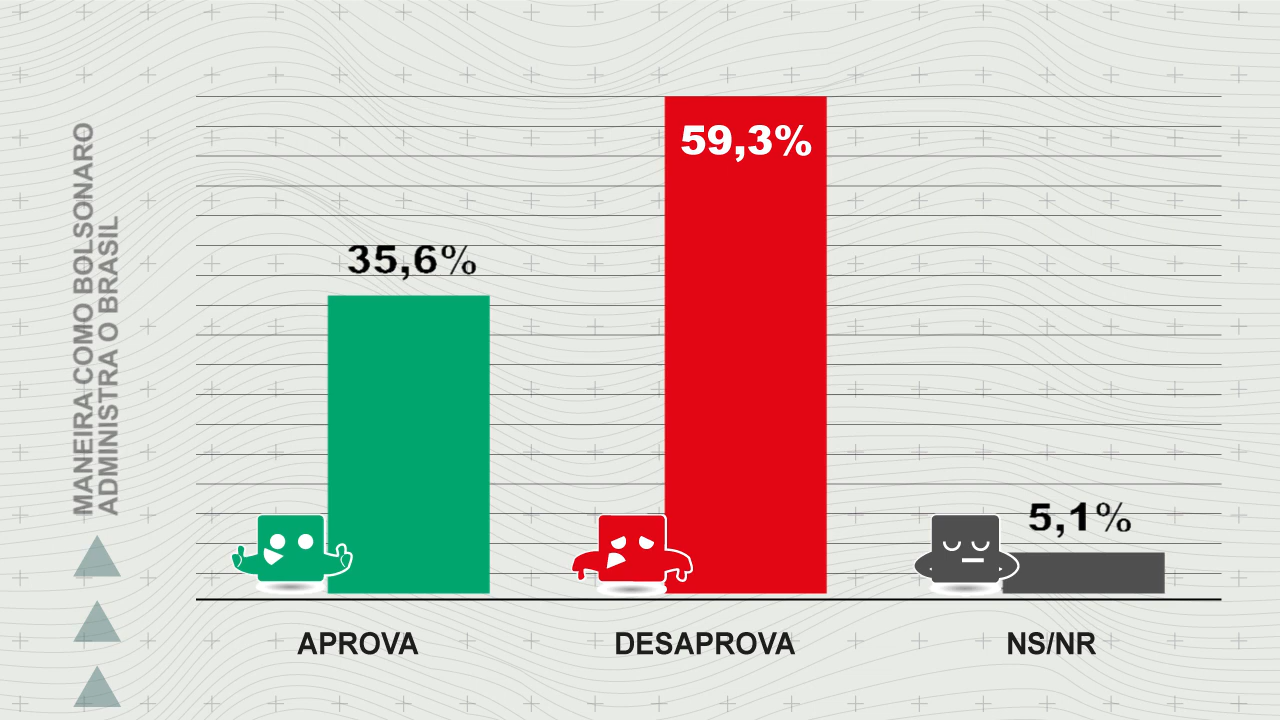 MANEIRA COMO BOLSONARO
ADMINISTRA O BRASIL
35,6%
59,3%
5,1%
APROVA
DESAPROVA
NS/NR